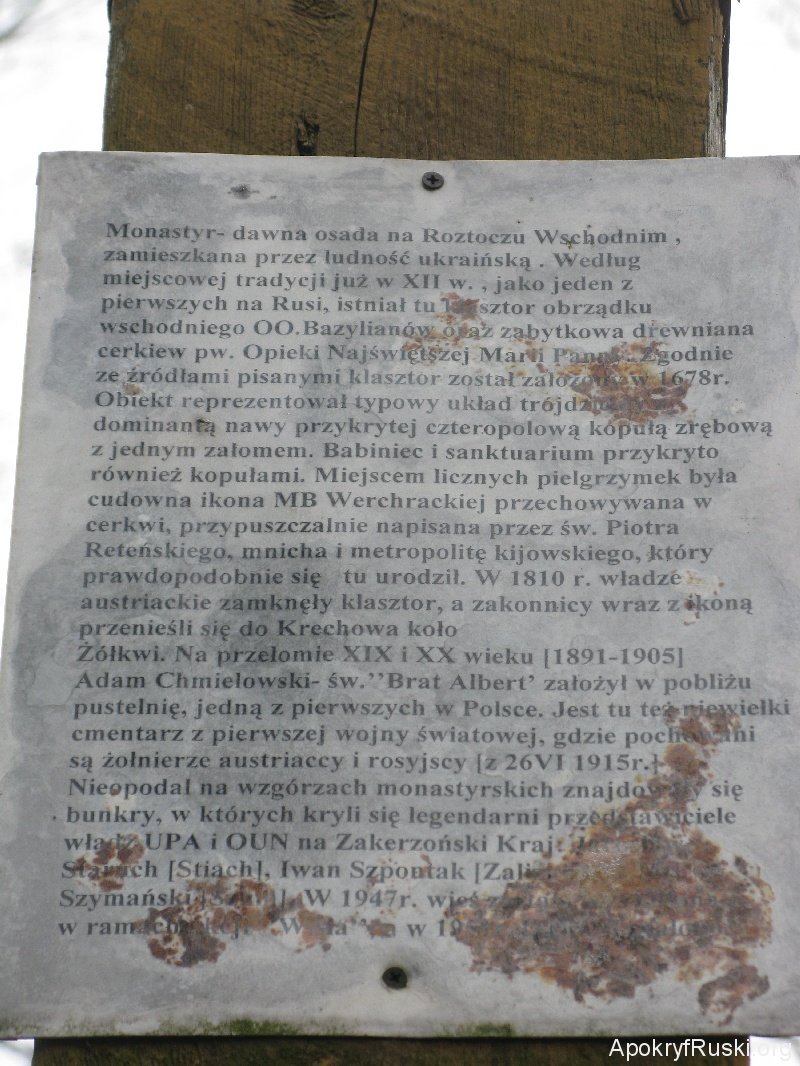 Monastyr- dawna osada na Roztoczu Wschodnim ,
zamieszkana przez ludność ukraińską . Według
miejscowej tradycji już w XII w. , jako jeden z
pierwszych na Rusi, istniał tu klasztor obrządku
wschodniego OO.Bazylianów oraz zabytkowa drewniana
cerkiew pw. Opieki Najświętszej Marii Panny. Zgodnie
ze źródłami pisanymi klasztor został założony w 1678r.
Obiekt reprezentował typowy układ
dominantą nawy przykrytej czteropolową kopułą zrębową
z jednym załomem. Babiniec i sanktuarium przykryto
również kopułami. Miejscem licznych pielgrzymek była
cudowna ikona MB Werchrackiej przechowywana w
cerkwi, przypuszczalnie napisana przez św. Piotra
Reteńskiego, mnicha i metropolitę kijowskiego, który
prawdopodobnie się tu urodził. W 1810 r. władze
austriackie zamknęły klasztor, a zakonnicy wraz z ikoną
przenieśli się do Krechowa koło
Żółkwi. Na przełomie XIX i XX wieku [1891-1905]
Adam Chmielowski- św.''Brat Albert' założył w pobliżu
pustelnię, jedną z pierwszych w Polsce. Jest tu też niewielki
cmentarz z pierwszej wojny światowej, gdzie pochowani
są żołnierze austriaccy i rosyjscy [z 26VI 1915r.]
Nieopodal na wzgórzach monastyrskich znajdowały się
bunkry, w których kryli się legendarni przedstawiciele
władz UPA i OUN na Zakerzoński Kraj:
Staruch [Stiach], Iwan Szpontak
Szymański W 1947r.
w ramach w
ApokryfRuski.org